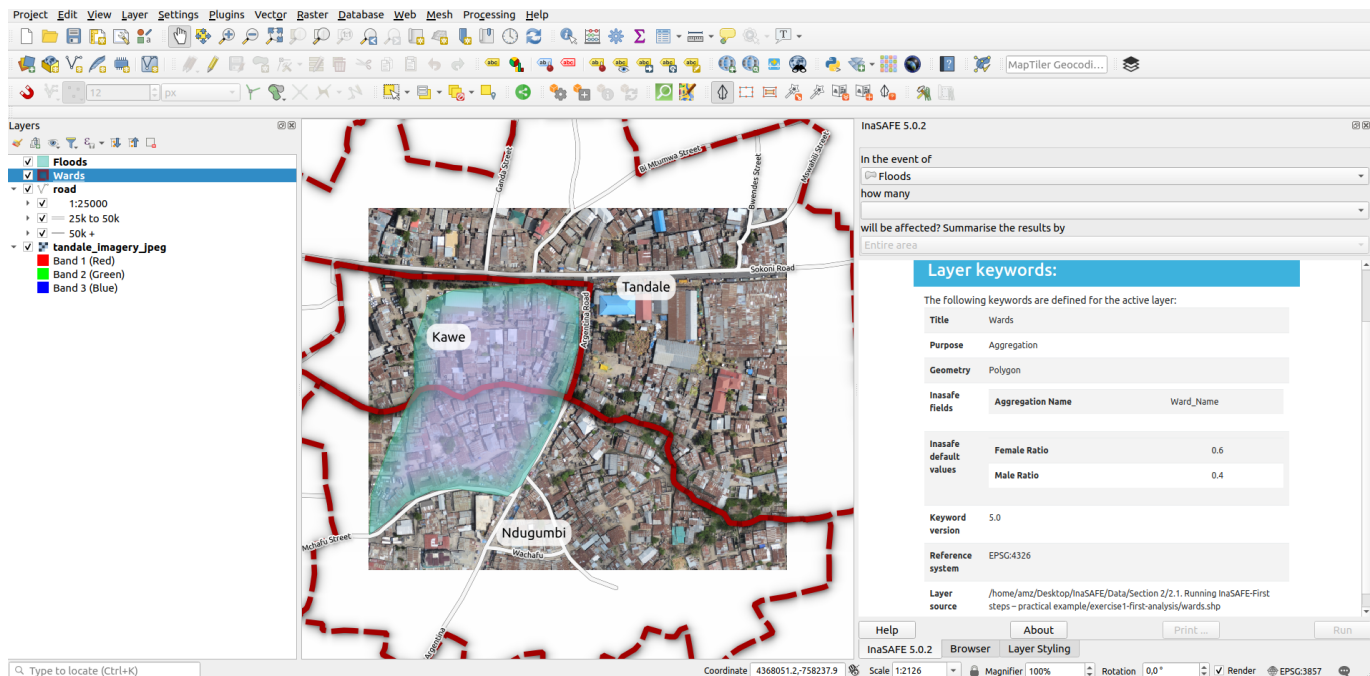 Project Edit View Layer Settings Plugins Vector Raster Database Web Mesh Processing Help
12 px
MapTiler Geocodi...
Layers
Floods
Wards
road
1:25000
25k to 50k
50k +
tandale_imagery_jpeg
Band 1 (Red)
Band 2 (Green)
Band 3 (Blue)
Ganda Street
Bi Mtumwa Street
Bwendes Street
Mswahili Street
Sokoni Road
Tandale
Argentina Road
Kawe
Ndugumbi
Mchafu Street
Wachafu
Argentina
InaSAFE 5.0.2
In the event of
Floods
how many
will be affected? Summarise the results by
Entire area
Layer keywords:
The following keywords are defined for the active layer:
Title Wards
Purpose Aggregation
Geometry Polygon
Inasafe fields Aggregation Name Ward_Name
Inasafe default values Female Ratio 0.6
Male Ratio 0.4
Keyword version 5.0
Reference system EPSG:4326
Layer source /home/amz/Desktop/InaSAFE/Data/Section 2/2.1. Running InaSAFE-First
steps – practical example/exercise1-first-analysis/wards.shp
Help About Print ... Run
InaSAFE 5.0.2 Browser Layer Styling
Type to locate (Ctrl+K) Coordinate 4368051.2,-758237.9 Scale 1:2126 Magnifier 100% Rotation 0,0° Render EPSG:3857